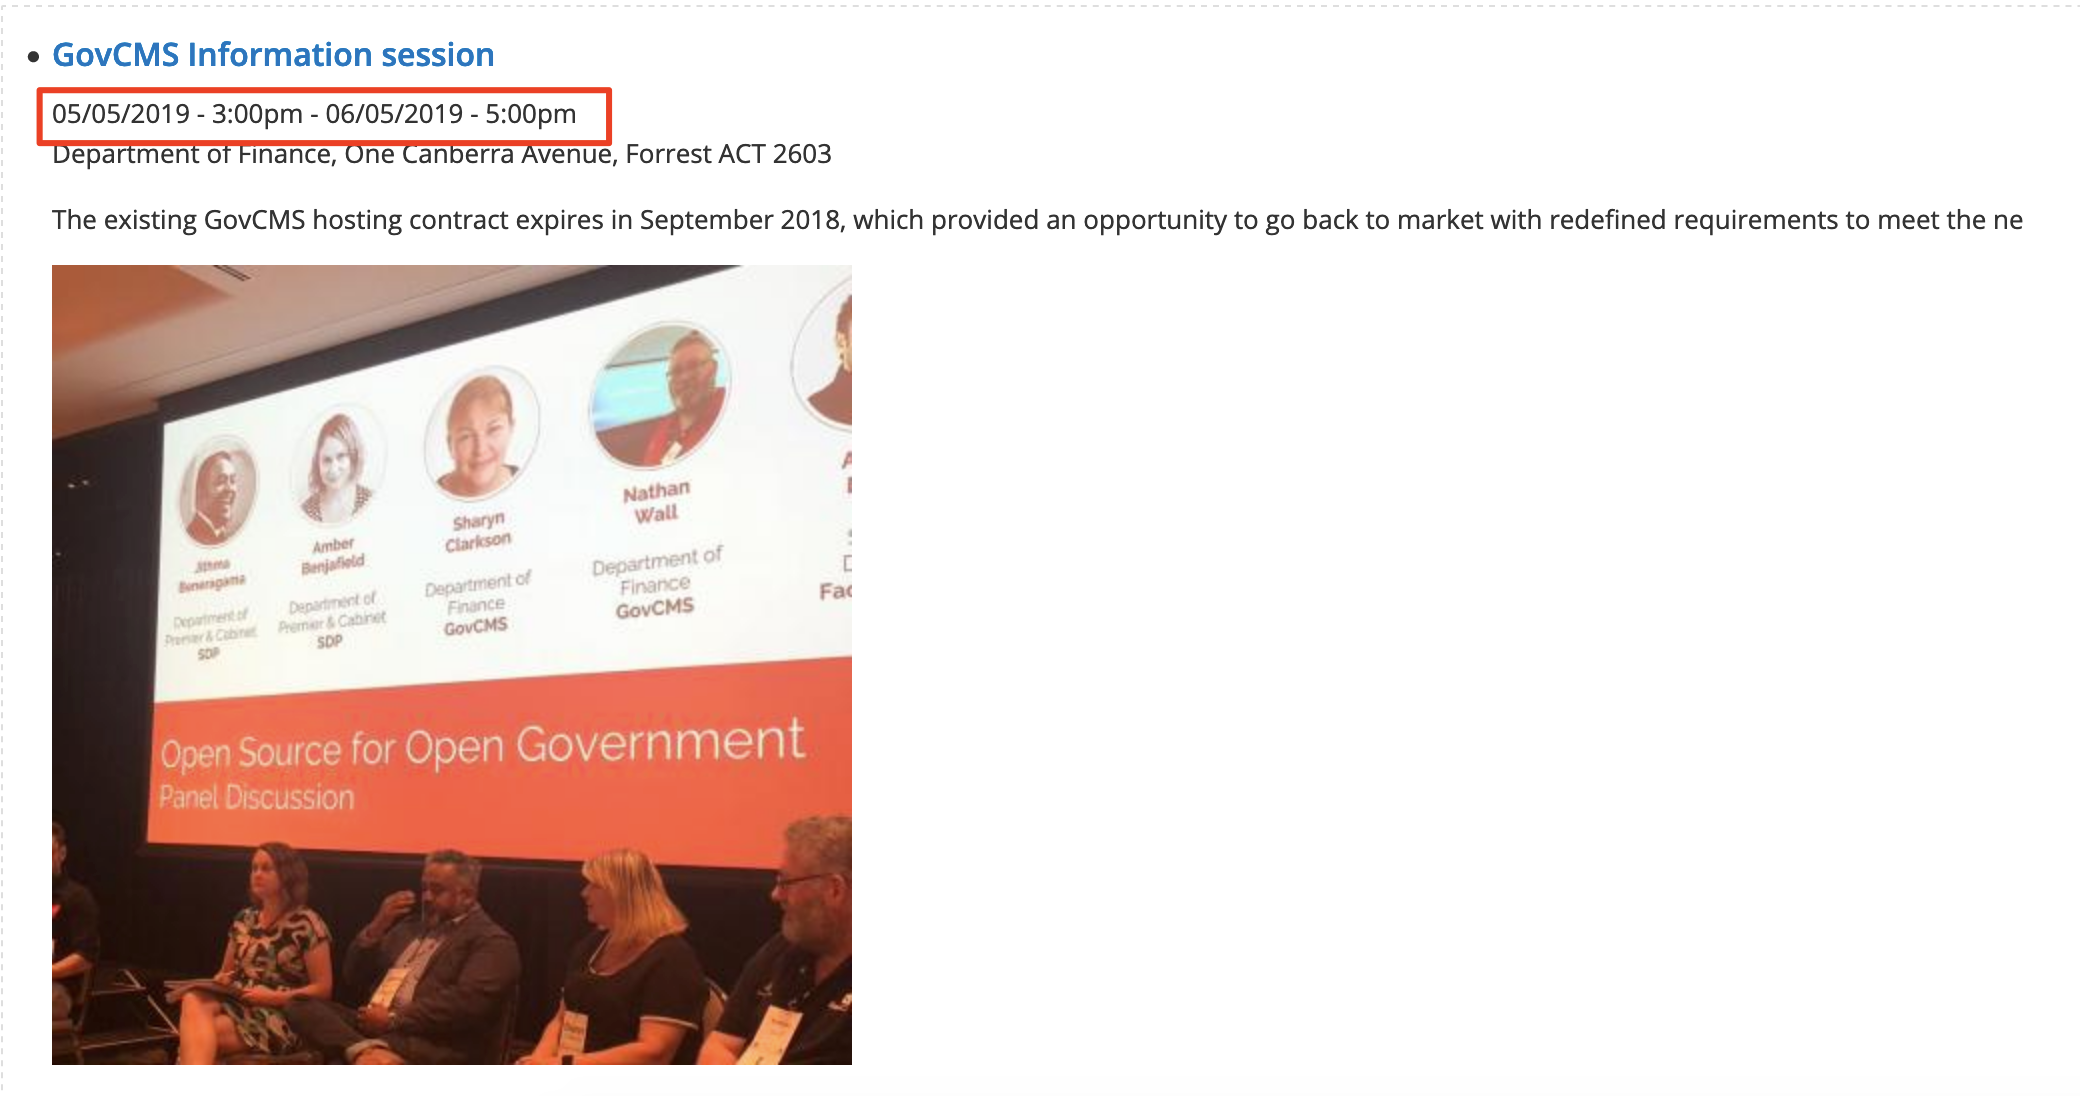 GovCMS Information session
05/05/2019 - 3:00pm - 06/05/2019 - 5:00pm
Department of Finance, One Canberra Avenue, Forrest ACT 2603
The existing GovCMS hosting contract expires in September 2018, which provided an opportunity to go back to market with redefined requirements to meet the ne
Jithma
Beneragama
Department of
Premier & Cabinet
SDP
Amber
Benjafield
Department of
Premier & Cabinet
SDP
Sharyn
Clarkson
Department of
Finance
GovCMS
Nathan
Wall
Department of
Finance
GovCMS
Open Source for Open Government
Panel Discussion